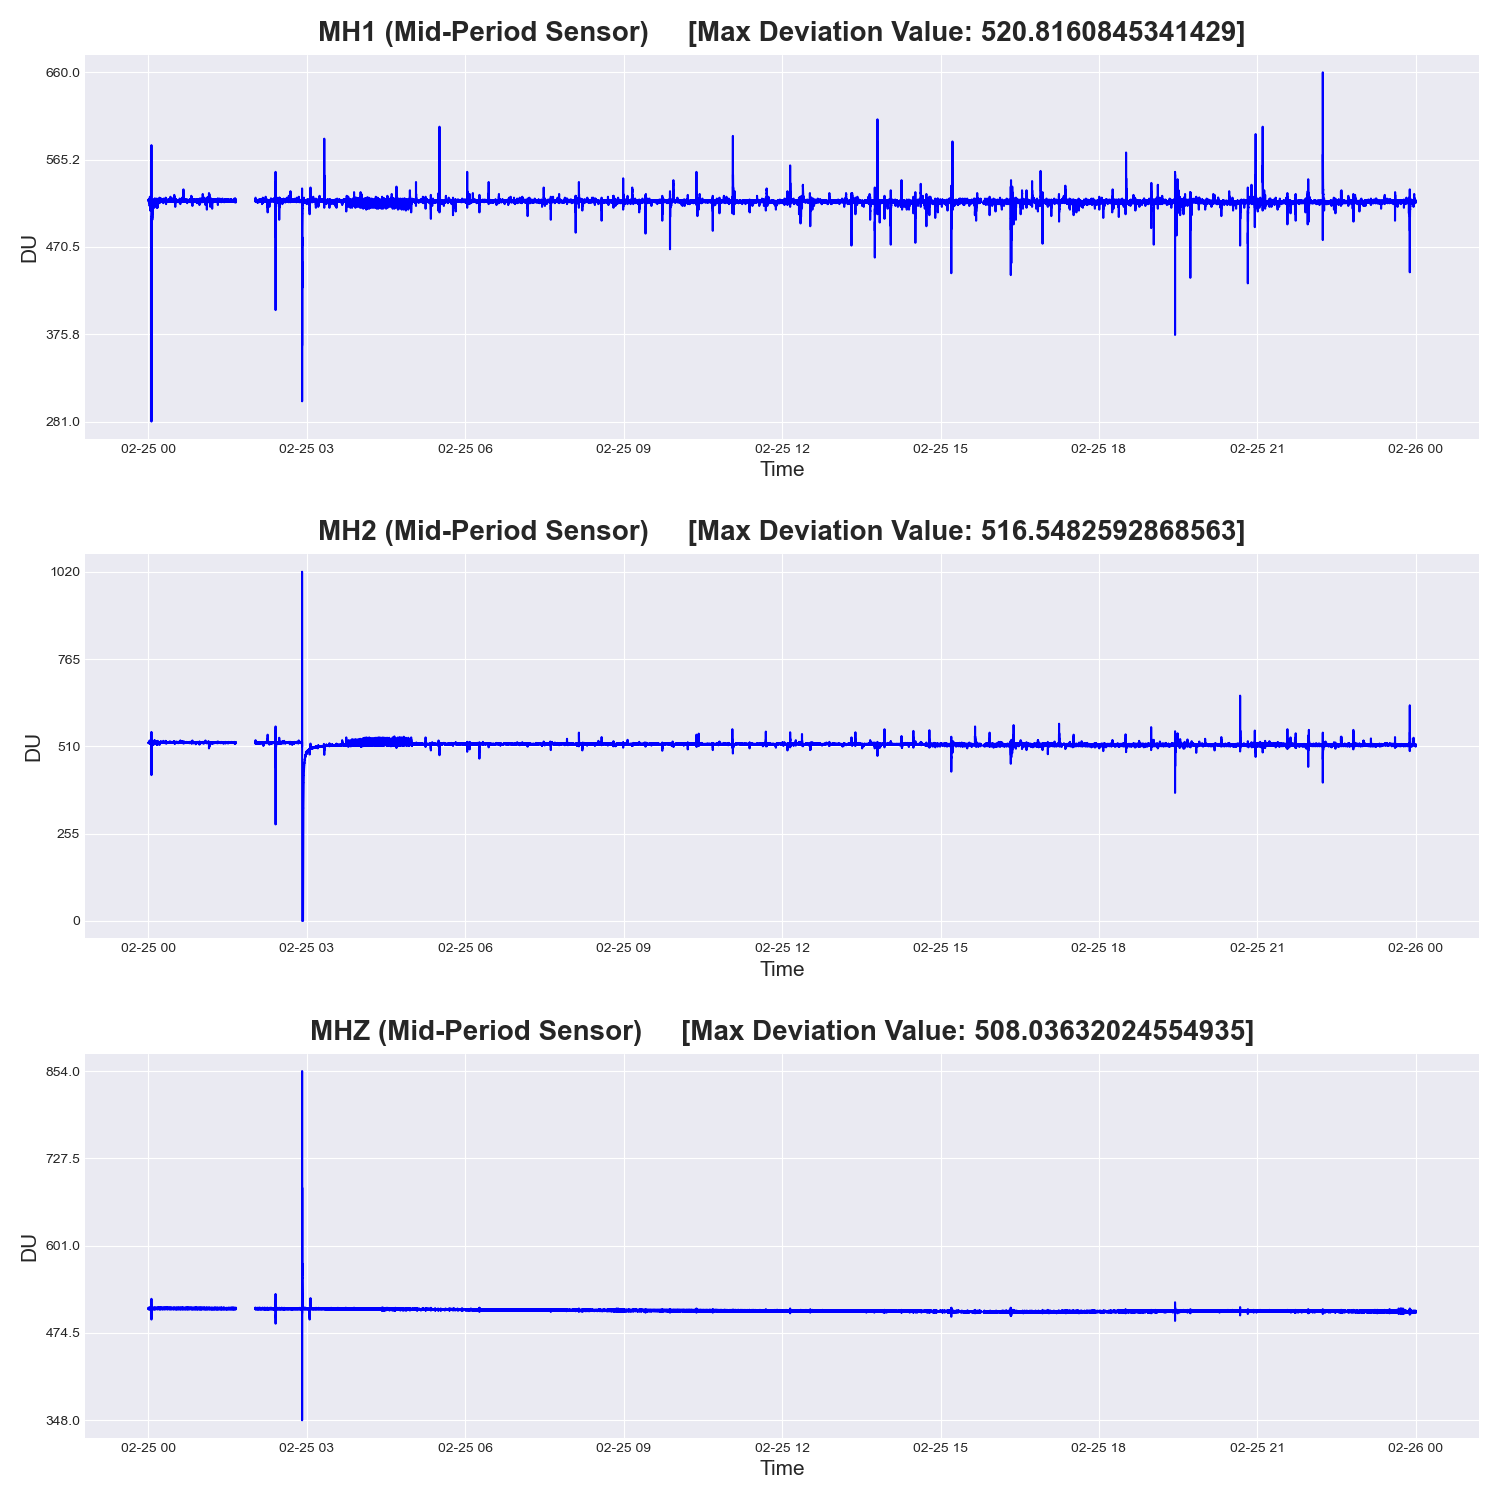 MH1 (Mid-Period Sensor) [Max Deviation Value: 520.8160845341429]
660.0
565.2
470.5
375.8
281.0
DU
02-25 00 02-25 03 02-25 06 02-25 09 02-25 12 02-25 15 02-25 18 02-25 21 02-26 00
Time
MH2 (Mid-Period Sensor) [Max Deviation Value: 516.5482592868563]
1020
765
510
255
0
DU
02-25 00 02-25 03 02-25 06 02-25 09 02-25 12 02-25 15 02-25 18 02-25 21 02-26 00
Time
MHZ (Mid-Period Sensor) [Max Deviation Value: 508.03632024554935]
854.0
727.5
601.0
474.5
348.0
DU
02-25 00 02-25 03 02-25 06 02-25 09 02-25 12 02-25 15 02-25 18 02-25 21 02-26 00
Time